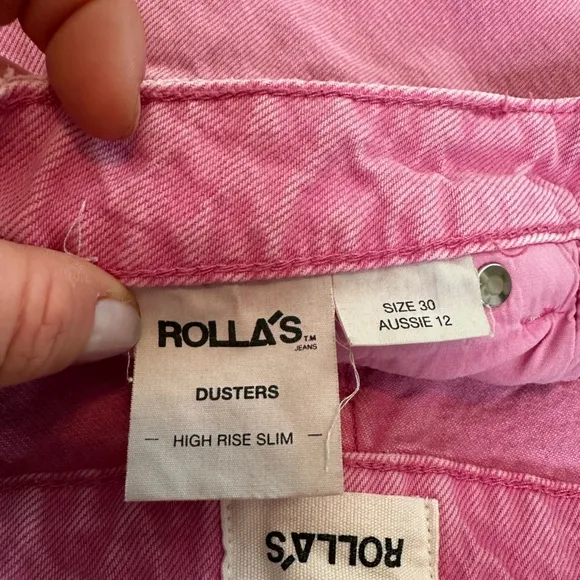 ROLLA'S T.M
JEANS
DUSTERS
HIGH RISE SLIM
SIZE 30
AUSSIE 12
ROLLA'S